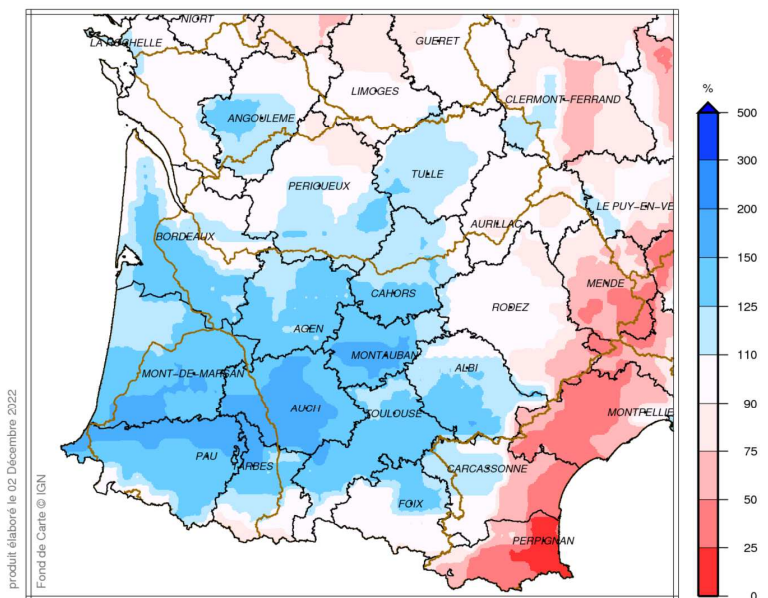 NIORT
LA ROCHELLE
GUERET
%
LIMOGES
CLERMONT-FERRAND
500
ANGOULEME
300
TULLE
PERIGUEUX
200
LE PUY-EN-VE
AURILLAC
BORDEAUX
150
MENDE
CAHORS
125
RODEZ
AGEN
110
MONTAUBAN
ALBI
MONT-DE-MARSAN
90
AUCH
TOULOUSE
MONTPELLIE
75
PAU
TARBES
CARCASSONNE
50
FOIX
PERPIGNAN
25
0
produit élaboré le 02 Décembre 2022
Fond de Carte © IGN